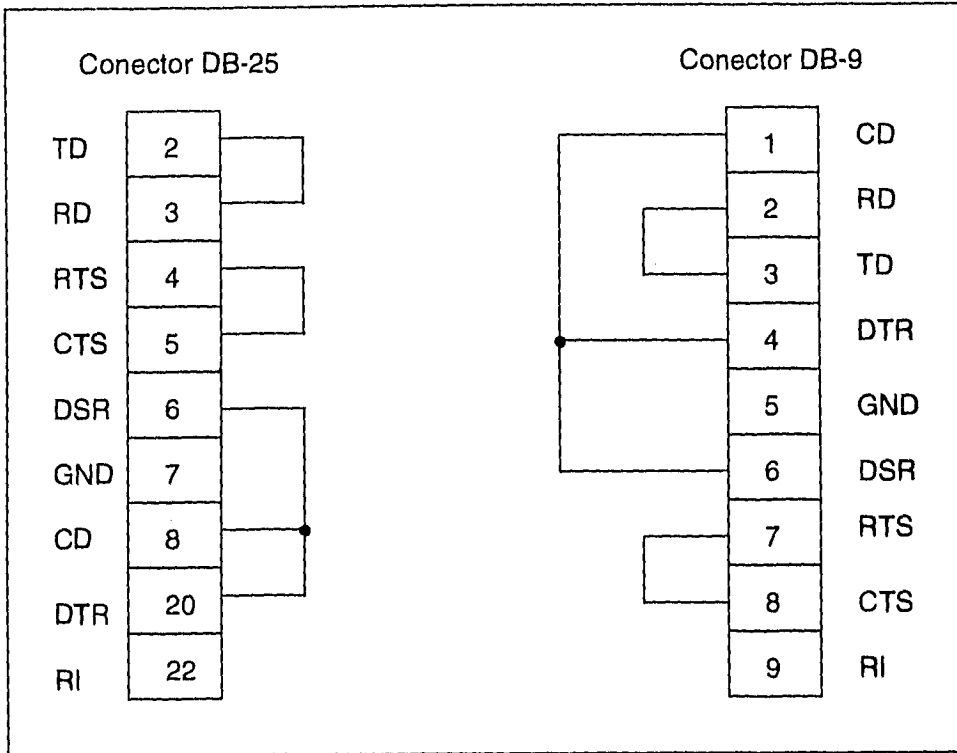 Conector DB-25
TD 2
RD 3
RTS 4
CTS 5
DSR 6
GND 7
CD 8
DTR 20
RI 22
Conector DB-9
1 CD
2 RD
3 TD
4 DTR
5 GND
6 DSR
7 RTS
8 CTS
9 RI